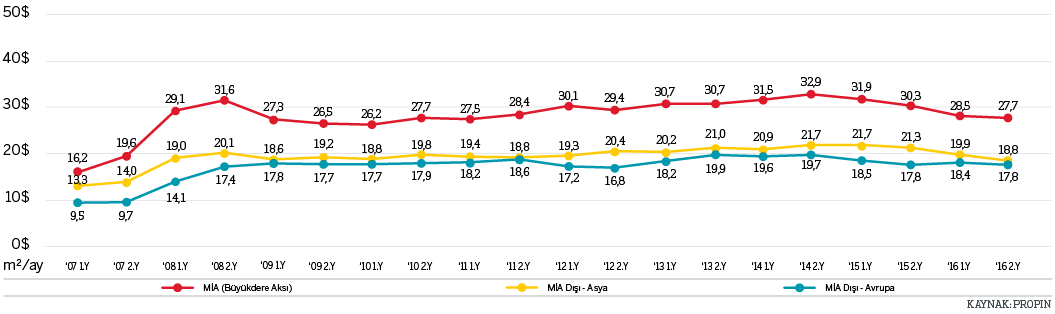 50$
40$
30$
20$
10$
0$
16,2 19,6 29,1 31,6 27,3 26,5 26,2 27,7 27,5 28,4 30,1 29,4 30,7 30,7 31,5 32,9 31,9 30,3 28,5 27,7
13,3 14,0 19,0 20,1 18,6 19,2 18,8 19,8 19,4 18,8 19,3 20,4 20,2 21,0 20,9 21,7 21,7 21,3 19,9 18,8
9,5 9,7 14,1 17,4 17,8 17,7 17,7 17,9 18,2 18,6 17,2 16,8 18,2 19,9 19,6 19,7 18,5 17,8 18,4 17,8
m²/ay '07 1.Y '07 2.Y '08 1.Y '08 2.Y '09 1.Y '09 2.Y '10 1.Y '10 2.Y '11 1.Y '11 2.Y '12 1.Y '12 2.Y '13 1.Y '13 2.Y '14 1.Y '14 2.Y '15 1.Y '15 2.Y '16 1.Y '16 2.Y
MİA (Büyükdere Aksı) MİA Dışı - Asya MİA Dışı - Avrupa
KAYNAK: PROPIN